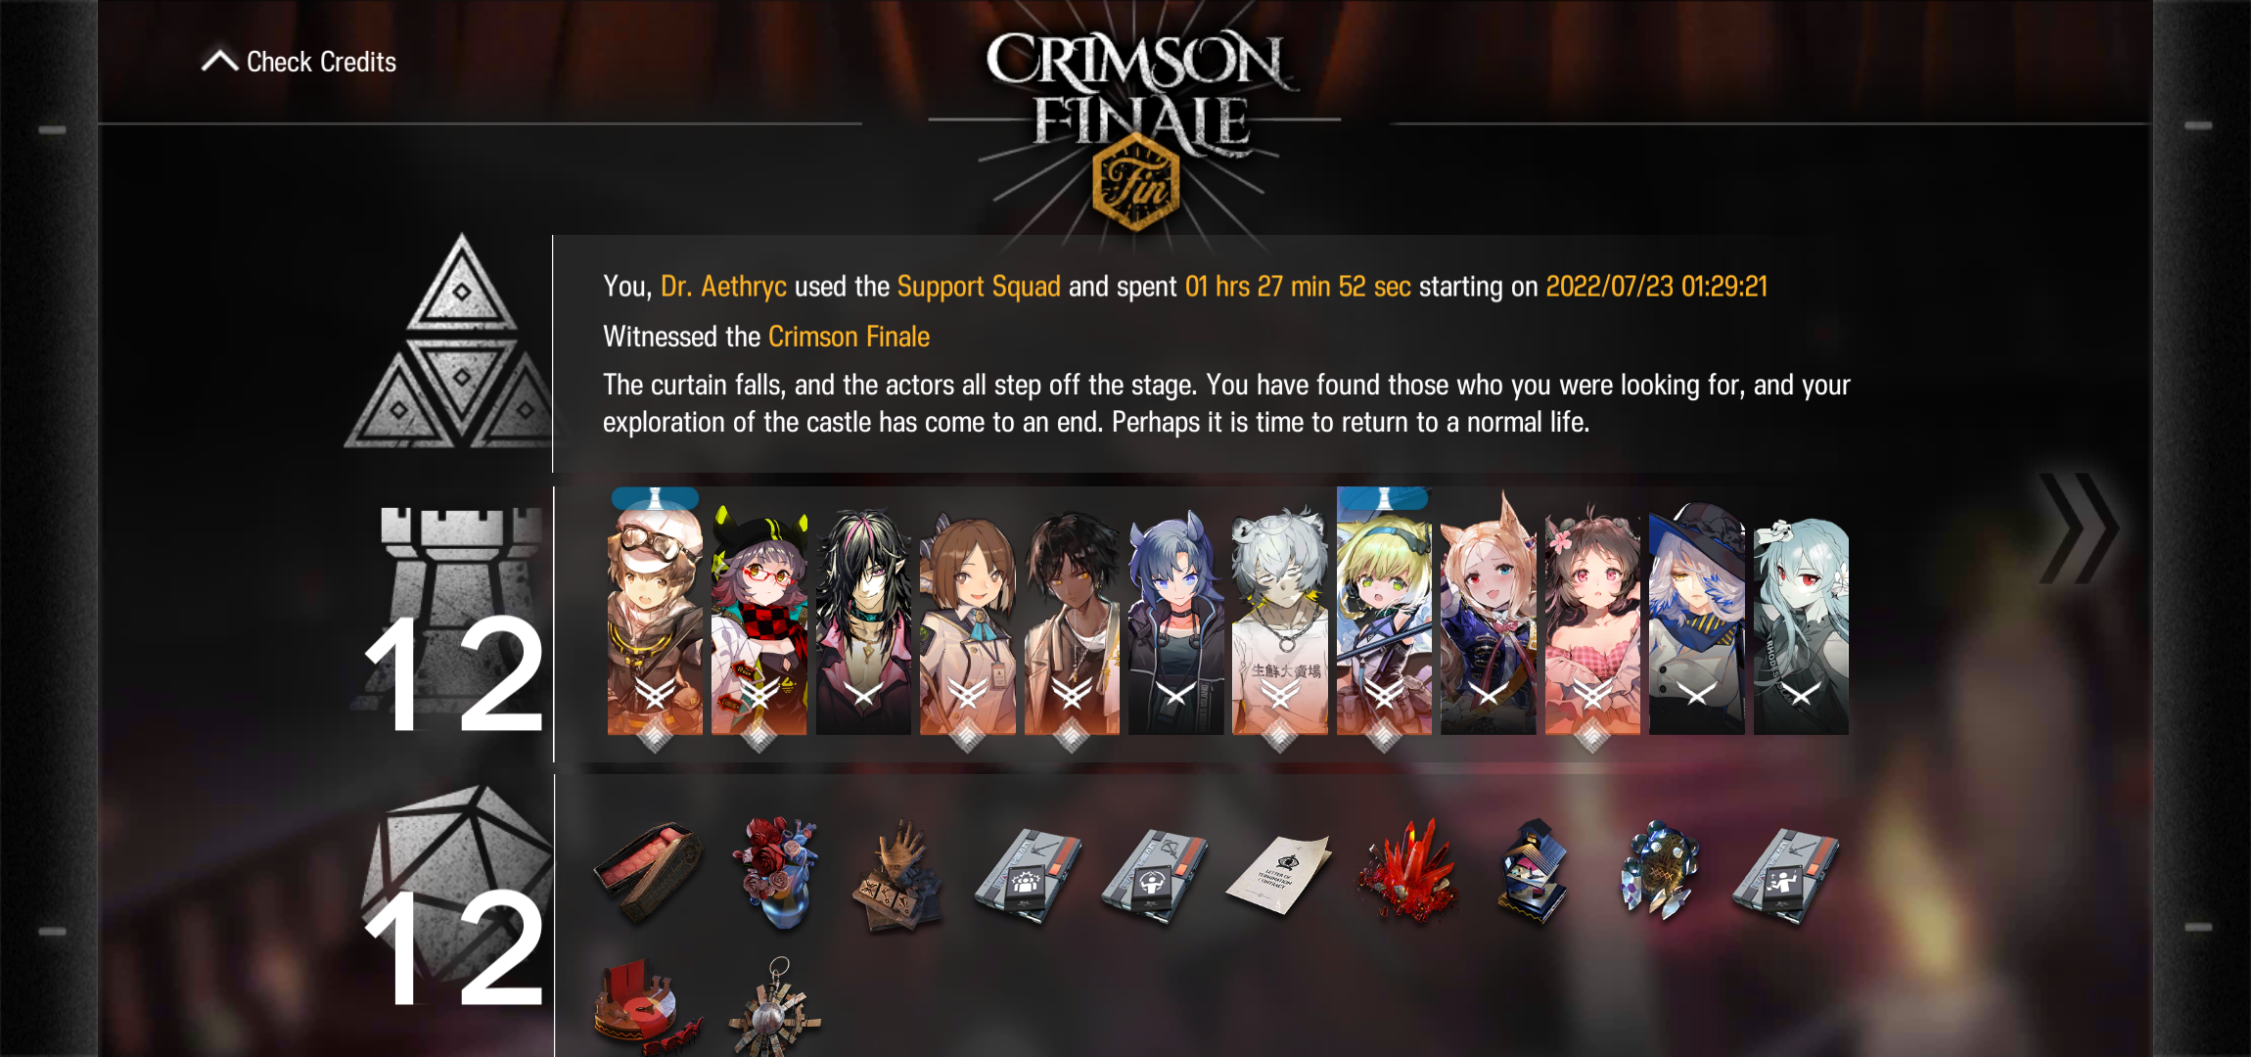 Check Credits
CRIMSON
FINALE
Fin
You, Dr. Aethryc used the Support Squad and spent 01 hrs 27 min 52 sec starting on 2022/07/23 01:29:21
Witnessed the Crimson Finale
The curtain falls, and the actors all step off the stage. You have found those who you were looking for, and your
exploration of the castle has come to an end. Perhaps it is time to return to a normal life.
12
生鮮大賣場
12
LETTER OF
TERMINATION
CONTRACT